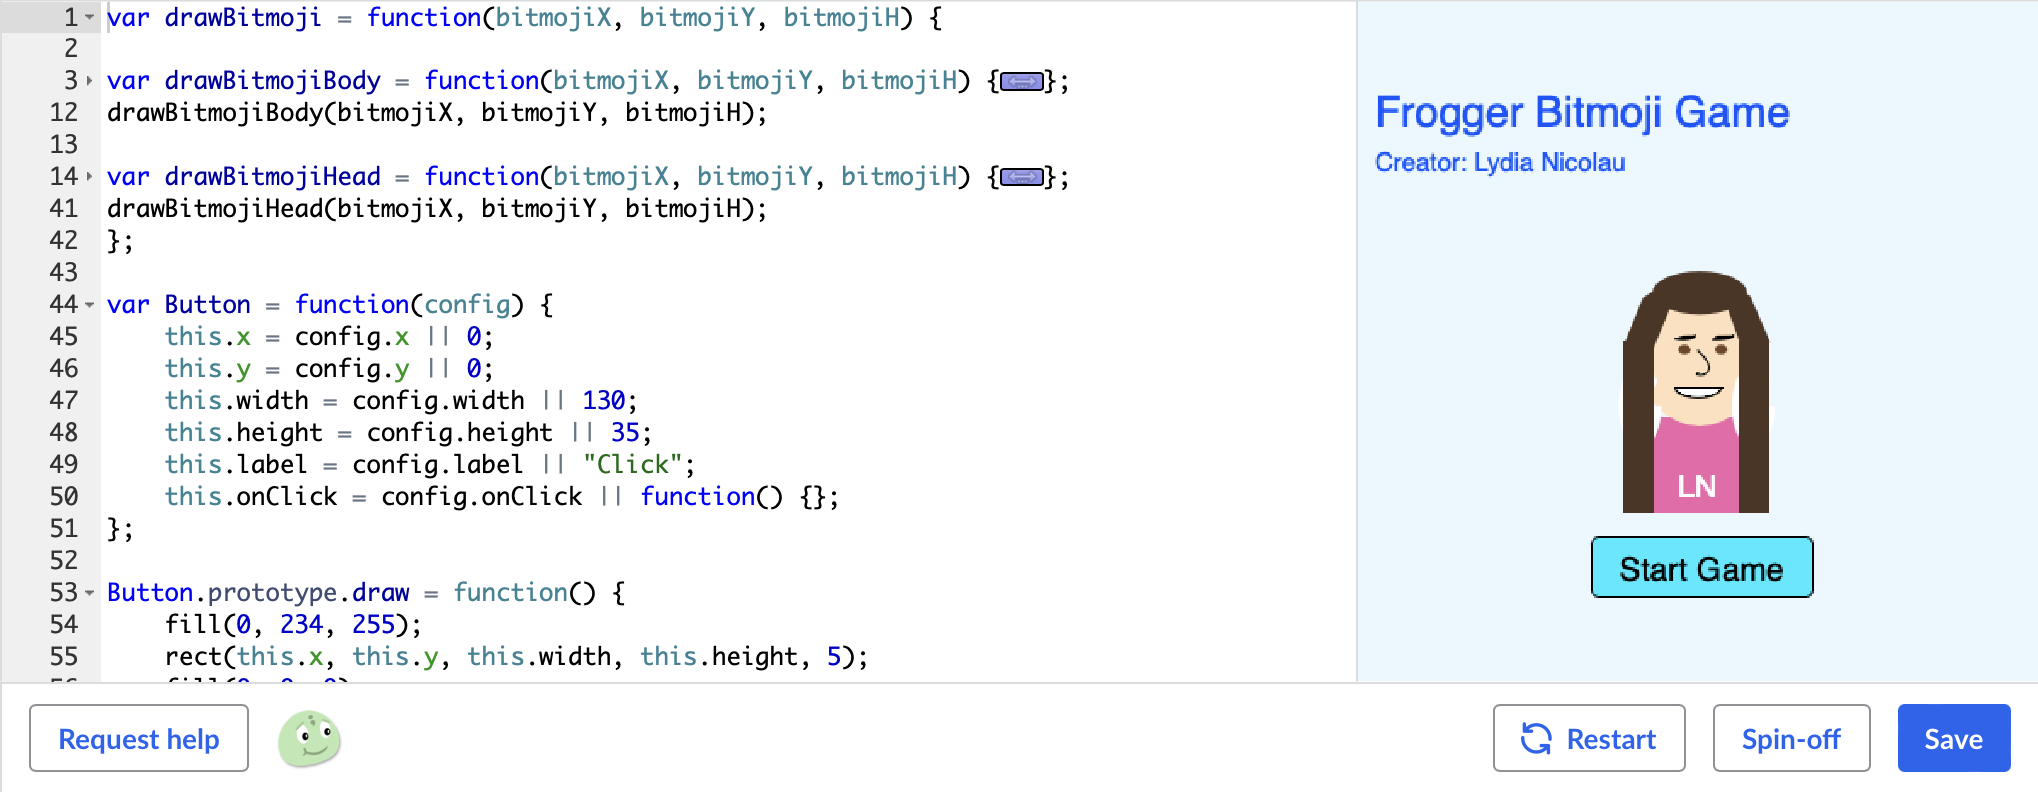 1 var drawBitmoji = function(bitmojiX, bitmojiY, bitmojiH) {
2
3 var drawBitmojiBody = function(bitmojiX, bitmojiY, bitmojiH) {};
12 drawBitmojiBody(bitmojiX, bitmojiY, bitmojiH);
13
14 var drawBitmojiHead = function(bitmojiX, bitmojiY, bitmojiH) {};
41 drawBitmojiHead(bitmojiX, bitmojiY, bitmojiH);
42 };
43
44 var Button = function(config) {
45     this.x = config.x || 0;
46     this.y = config.y || 0;
47     this.width = config.width || 130;
48     this.height = config.height || 35;
49     this.label = config.label || "Click";
50     this.onClick = config.onClick || function() {};
51 };
52
53 Button.prototype.draw = function() {
54     fill(0, 234, 255);
55     rect(this.x, this.y, this.width, this.height, 5);
Frogger Bitmoji Game
Creator: Lydia Nicolau
LN
Start Game
Request help
Restart
Spin-off
Save